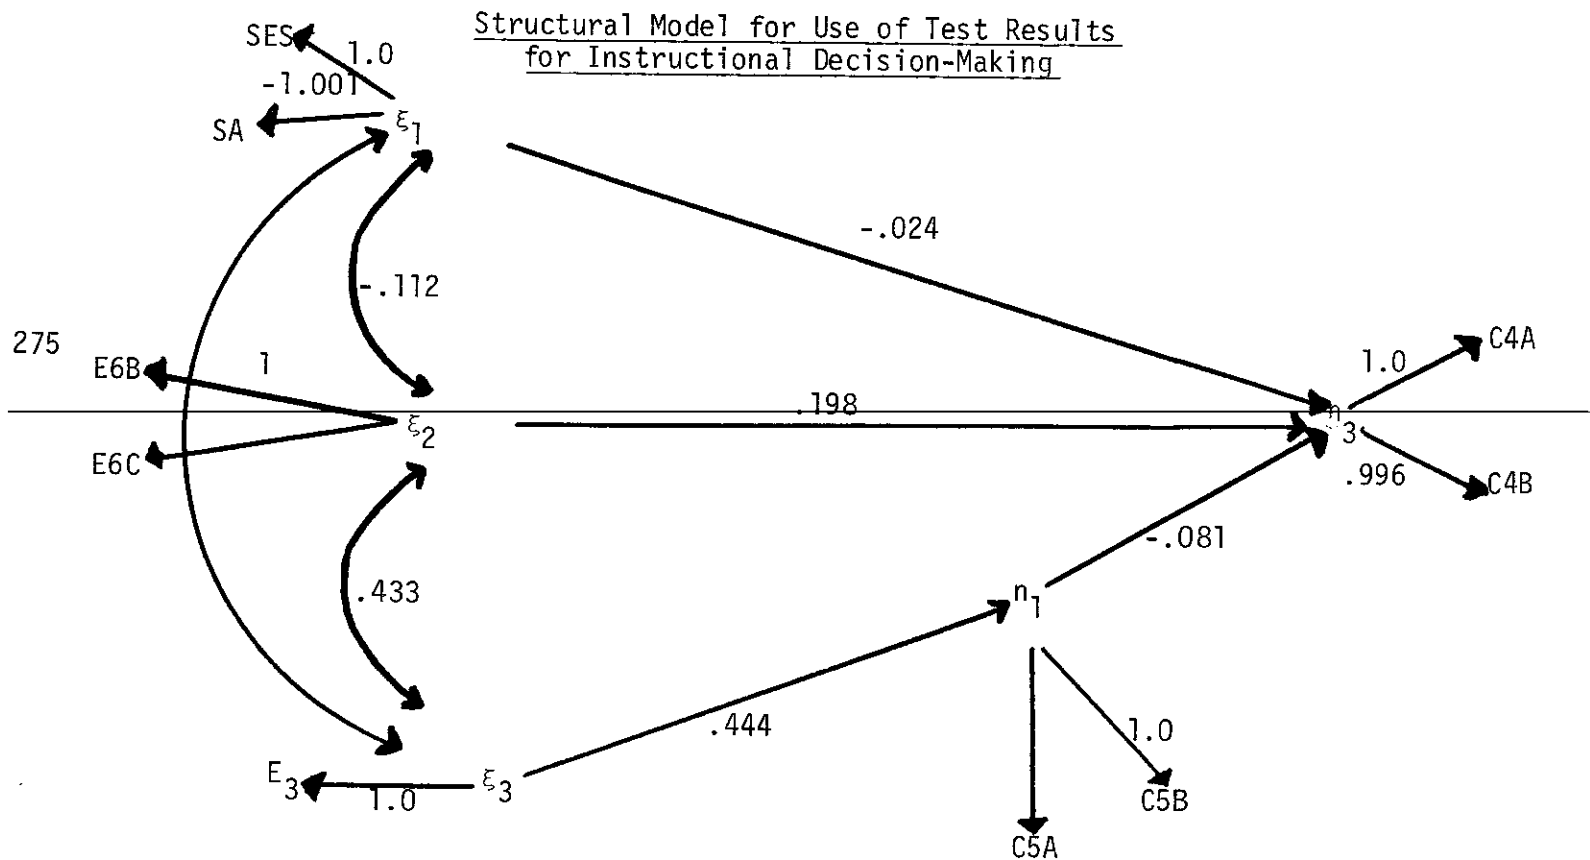 Structural Model for Use of Test Results
for Instructional Decision-Making
SES
1.0
-1.001
SA
ξ1
-.024
-.112
275
E6B
1
C4A
1.0
.198
η3
ξ2
E6C
.996
C4B
-.081
.433
n1
.444
1.0
E3
1.0
ξ3
C5B
C5A